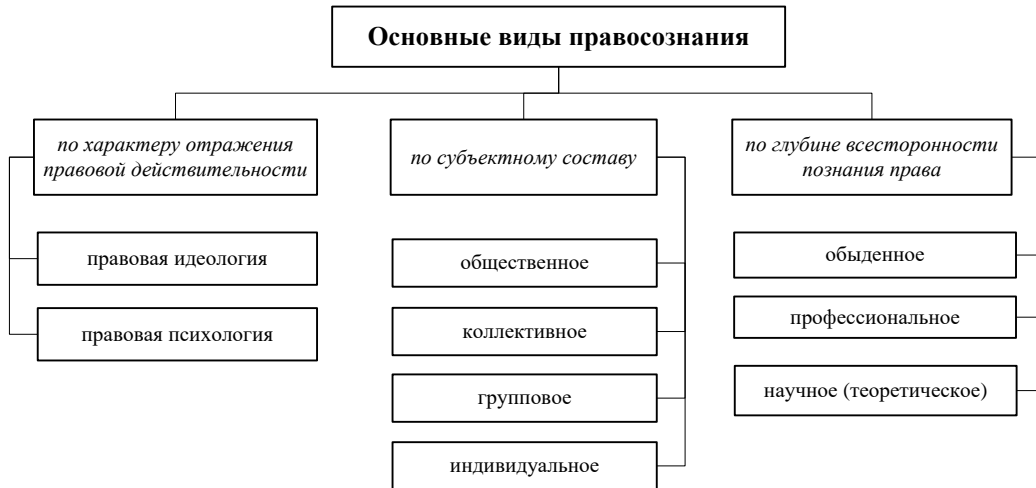 Основные виды правосознания
по характеру отражения
правовой действительности
правовая идеология
правовая психология
по субъектному составу
общественное
коллективное
групповое
индивидуальное
по глубине всесторонности
познания права
обыденное
профессиональное
научное (теоретическое)